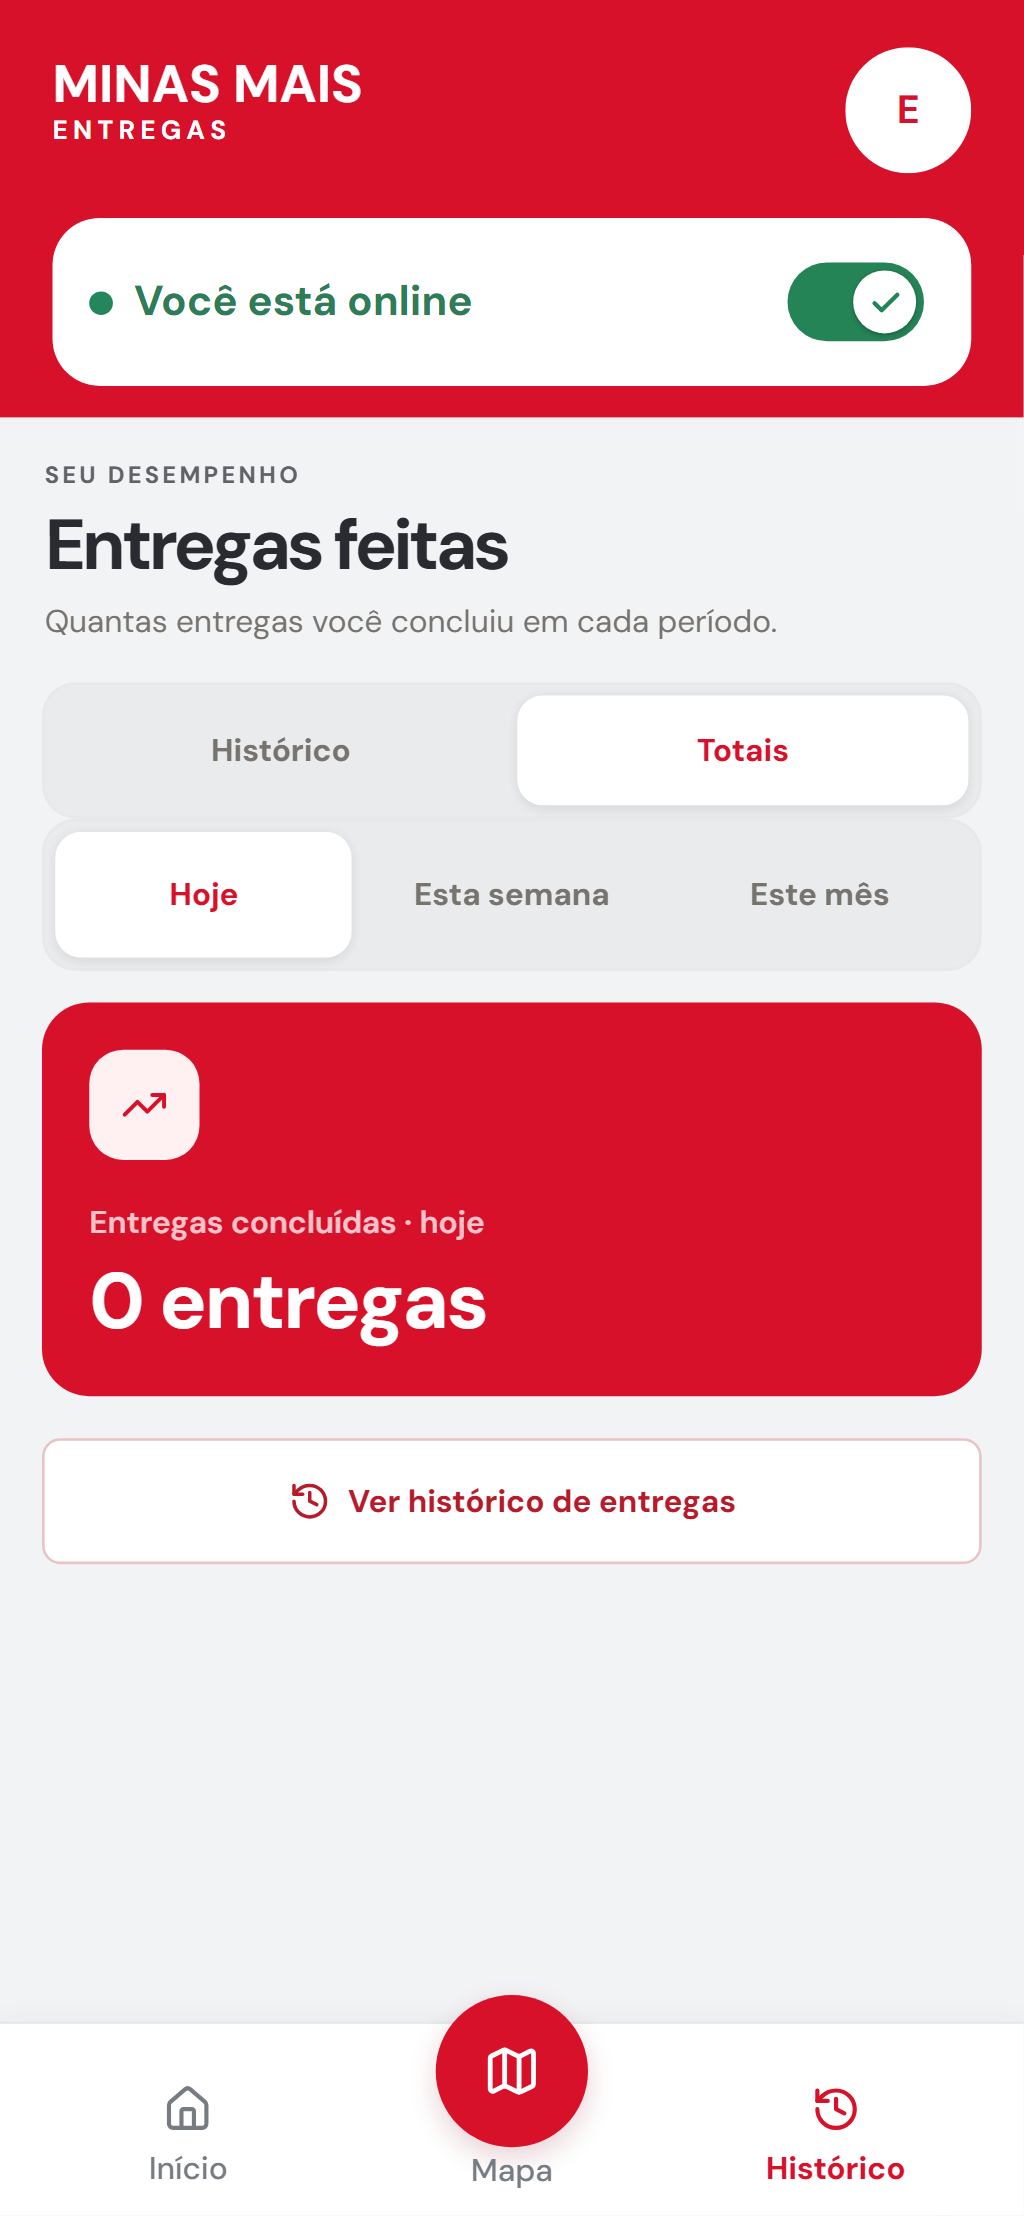 MINAS MAIS
ENTREGAS
E
Você está online
SEU DESEMPENHO
Entregas feitas
Quantas entregas você concluiu em cada período.
Histórico
Totais
Hoje
Esta semana
Este mês
Entregas concluídas · hoje
0 entregas
Ver histórico de entregas
Início
Mapa
Histórico